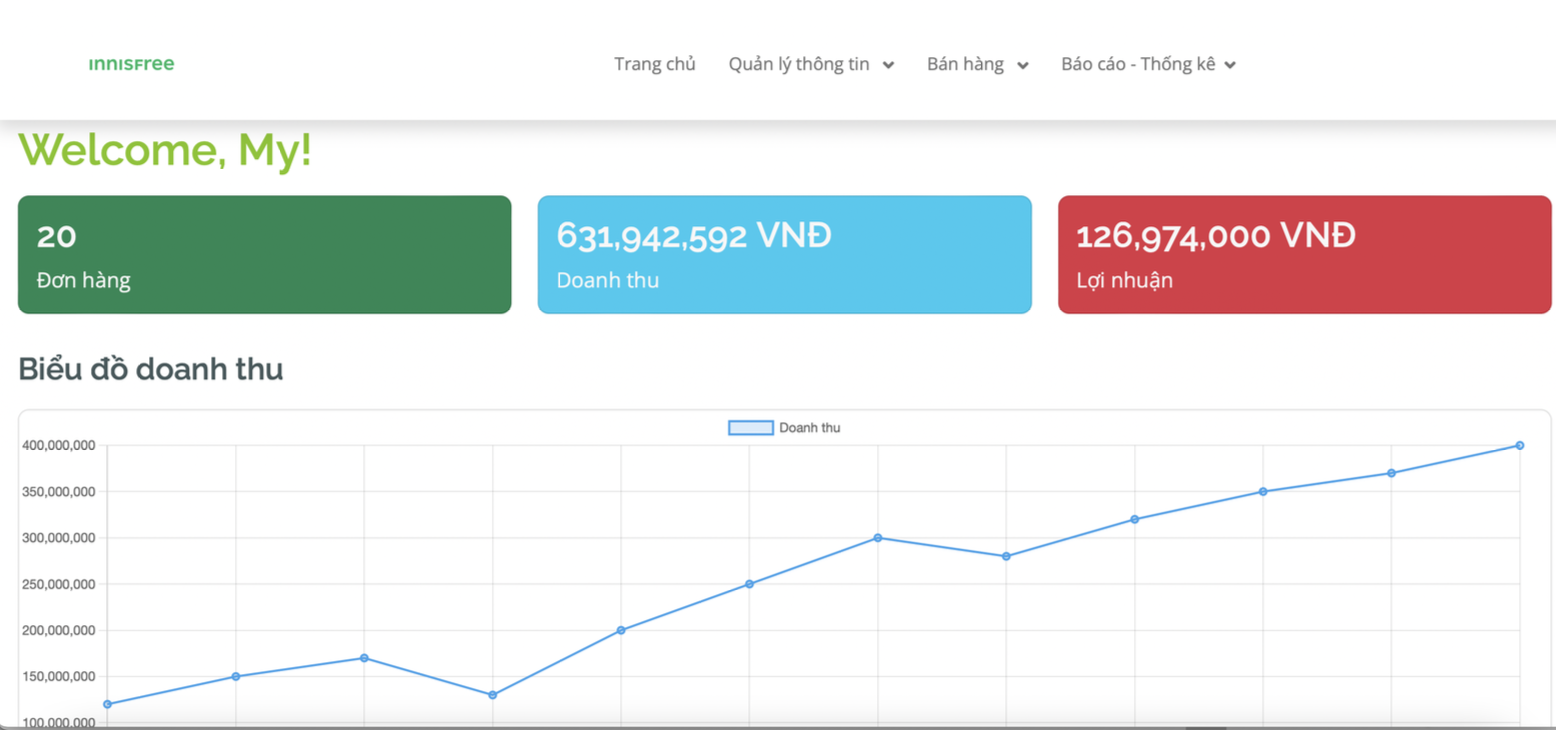 INNISFREE
Trang chủ Quản lý thông tin Bán hàng Báo cáo - Thống kê
Welcome, My!
20
Đơn hàng
631,942,592 VNĐ
Doanh thu
126,974,000 VNĐ
Lợi nhuận
Biểu đồ doanh thu
Doanh thu
400,000,000
350,000,000
300,000,000
250,000,000
200,000,000
150,000,000
100,000,000